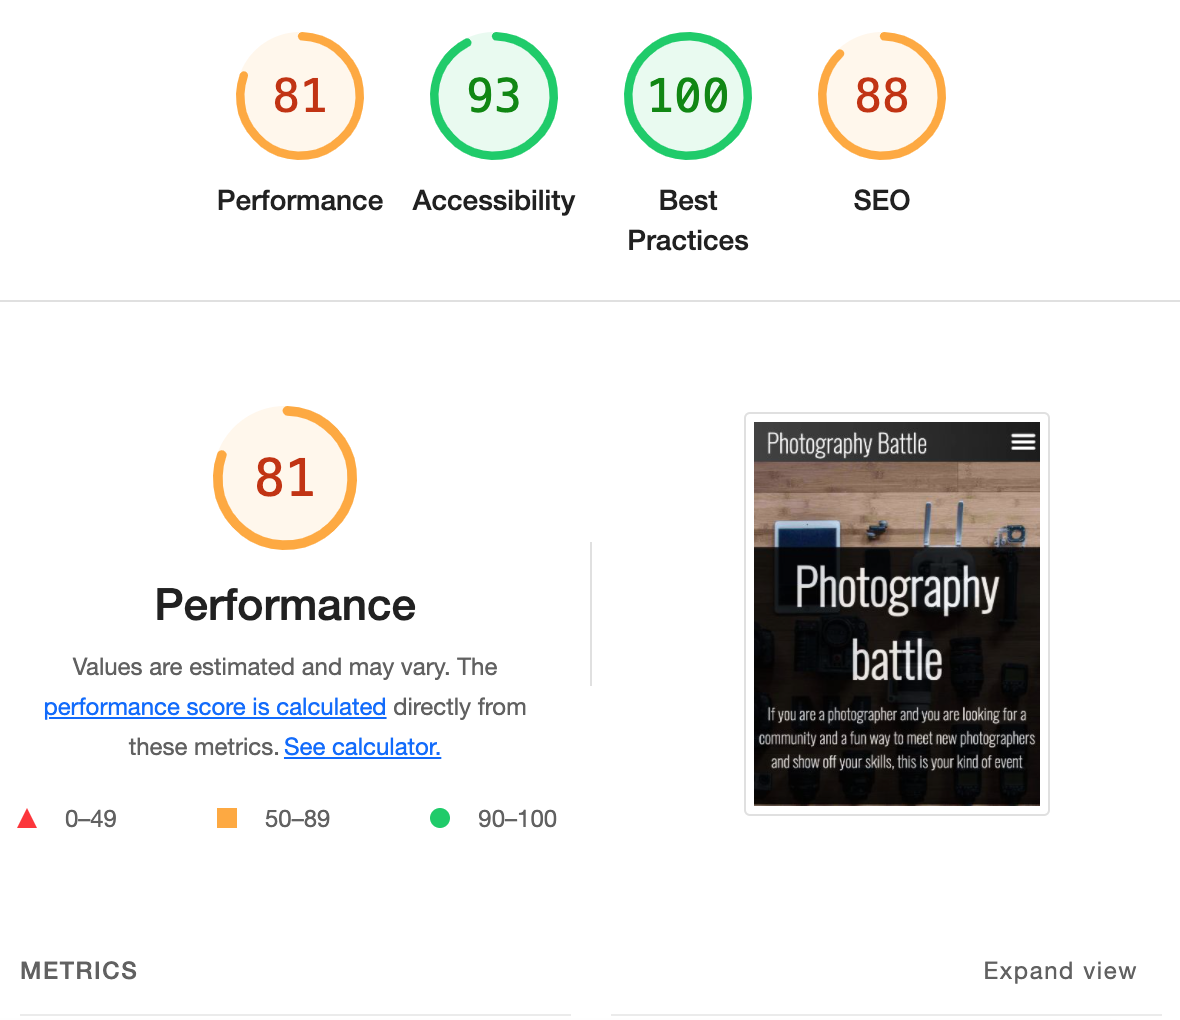 81
93
100
88
Performance
Accessibility
Best
Practices
SEO
81
Performance
Values are estimated and may vary. The
performance score is calculated directly from
these metrics. See calculator.
0–49
50–89
90–100
Photography Battle
Photography
battle
If you are a photographer and you are looking for a
community and a fun way to meet new photographers
and show off your skills, this is your kind of event
METRICS
Expand view